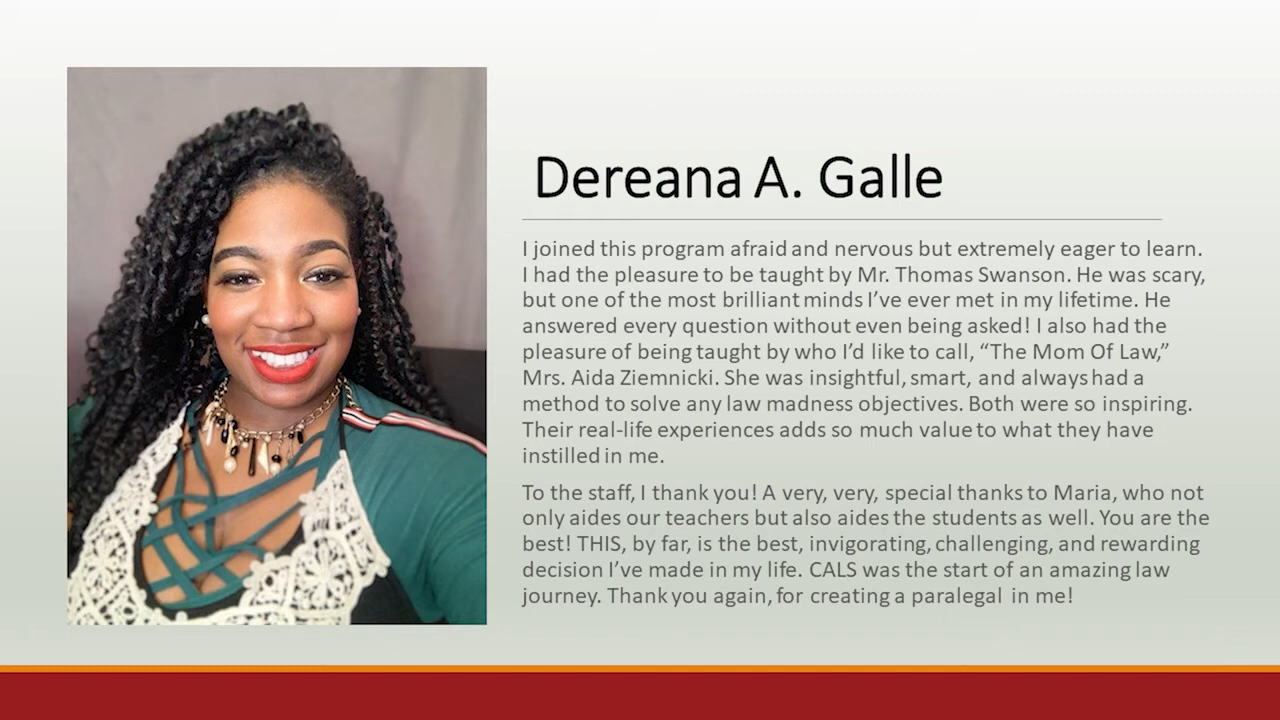 Dereana A. Galle
I joined this program afraid and nervous but extremely eager to learn.
I had the pleasure to be taught by Mr. Thomas Swanson. He was scary,
but one of the most brilliant minds I’ve ever met in my lifetime. He
answered every question without even being asked! I also had the
pleasure of being taught by who I’d like to call, “The Mom Of Law,”
Mrs. Aida Ziemnicki. She was insightful, smart, and always had a
method to solve any law madness objectives. Both were so inspiring.
Their real-life experiences adds so much value to what they have
instilled in me.
To the staff, I thank you! A very, very, special thanks to Maria, who not
only aides our teachers but also aides the students as well. You are the
best! THIS, by far, is the best, invigorating, challenging, and rewarding
decision I’ve made in my life. CALS was the start of an amazing law
journey. Thank you again, for creating a paralegal in me!